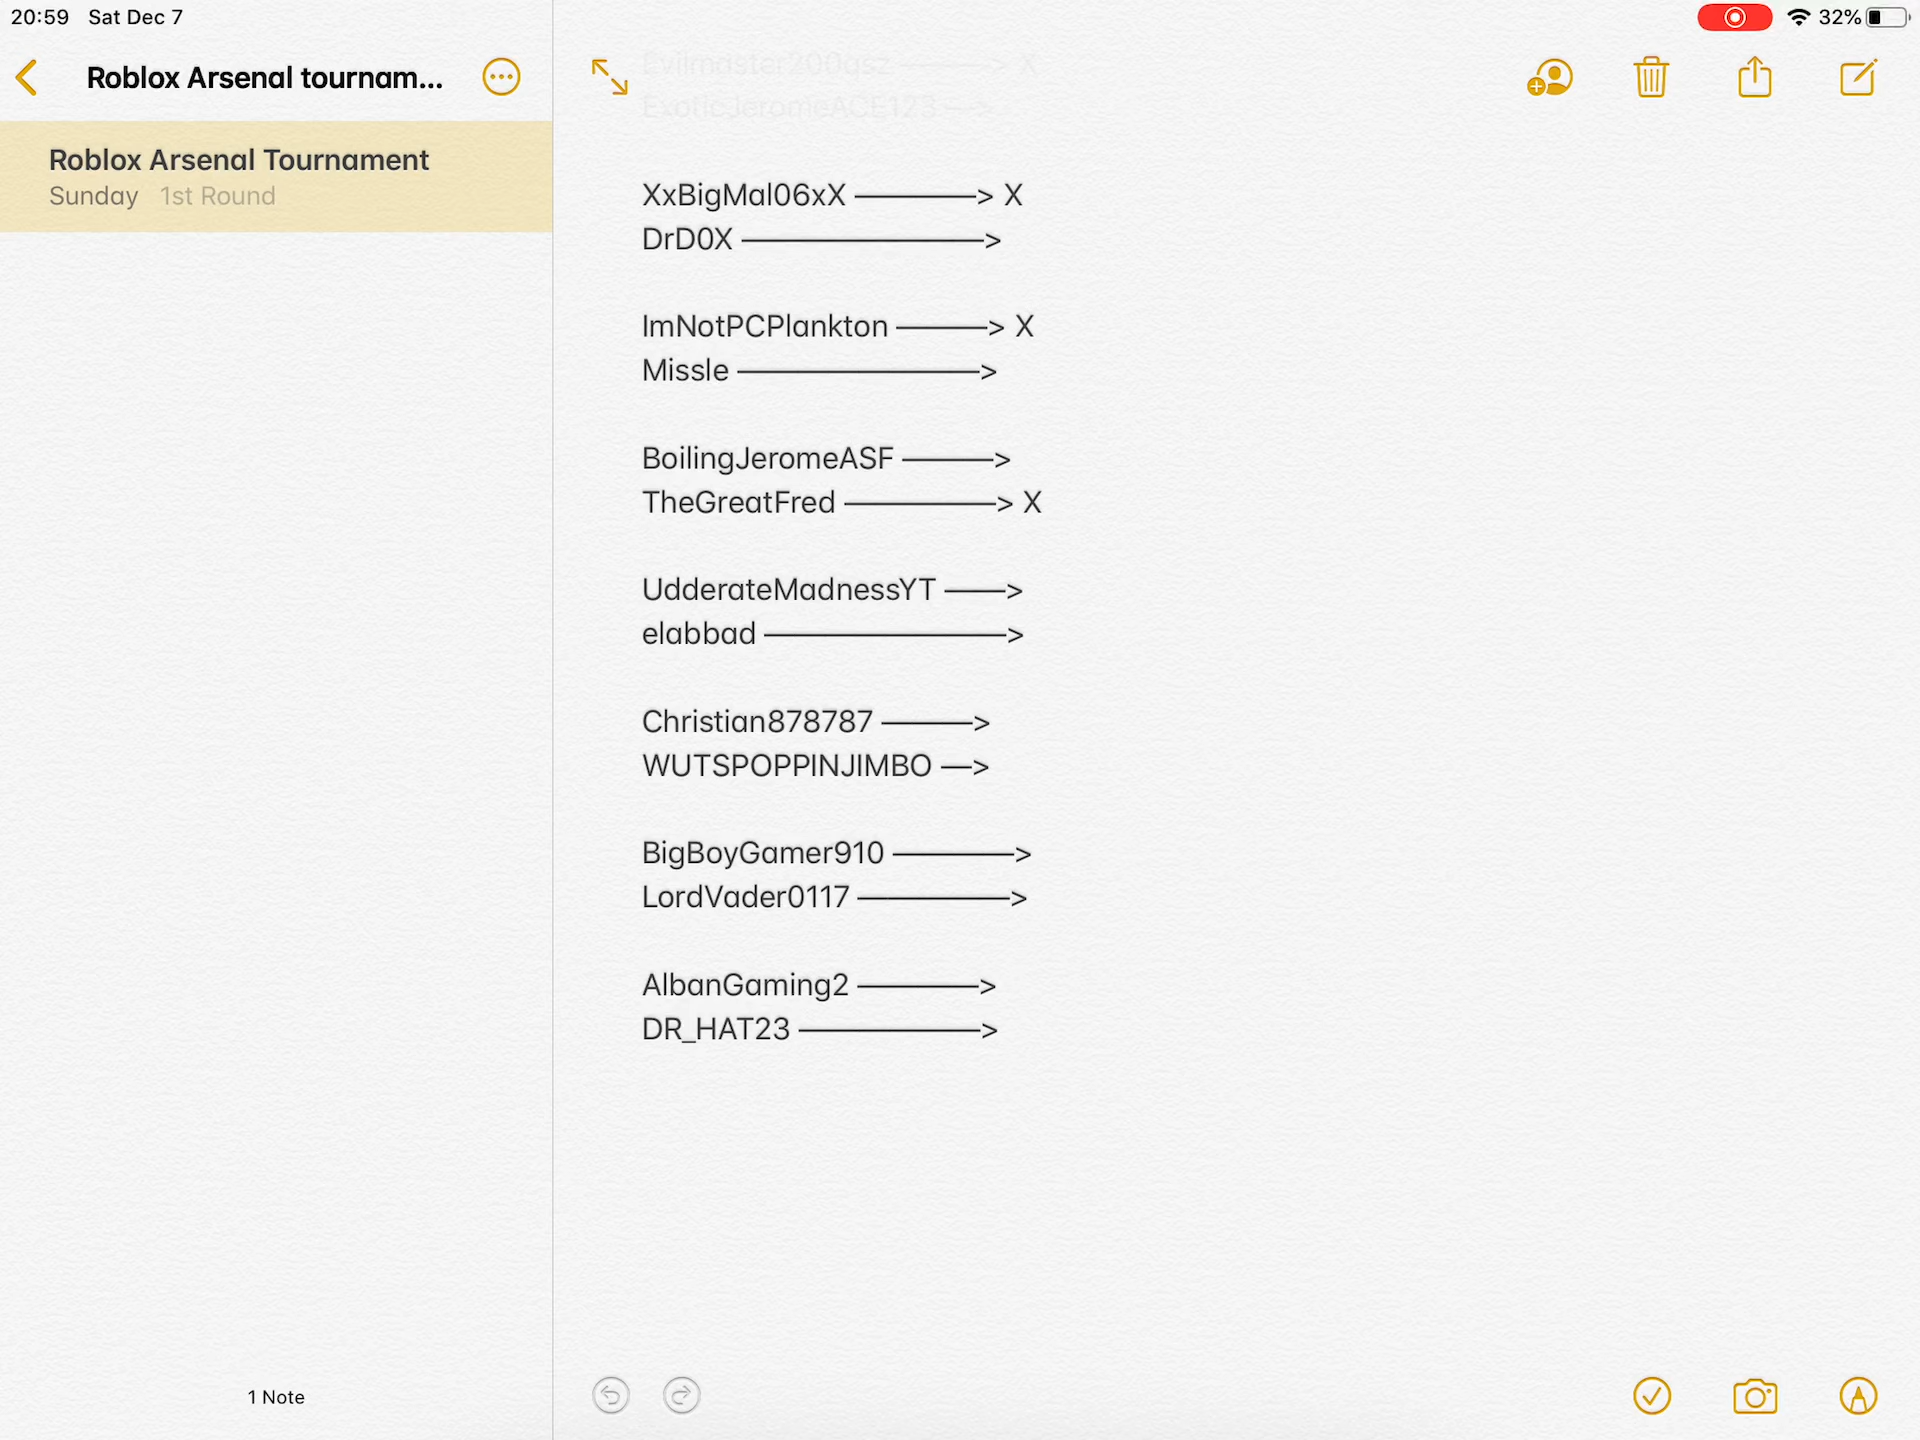 20:59 Sat Dec 7
32%
Roblox Arsenal tournam...
Roblox Arsenal Tournament
Sunday 1st Round
1 Note
X
ExoticJeromeACE123 —>
XxBigMal06xX ————> X
DrD0X ————————>
ImNotPCPlankton ———> X
Missle ————————>
BoilingJeromeASF ———>
TheGreatFred —————> X
UdderateMadnessYT ——>
elabbad ————————>
Christian878787 ———>
WUTSPOPPINJIMBO —>
BigBoyGamer910 ————>
LordVader0117 —————>
AlbanGaming2 ————>
DR_HAT23 ——————>